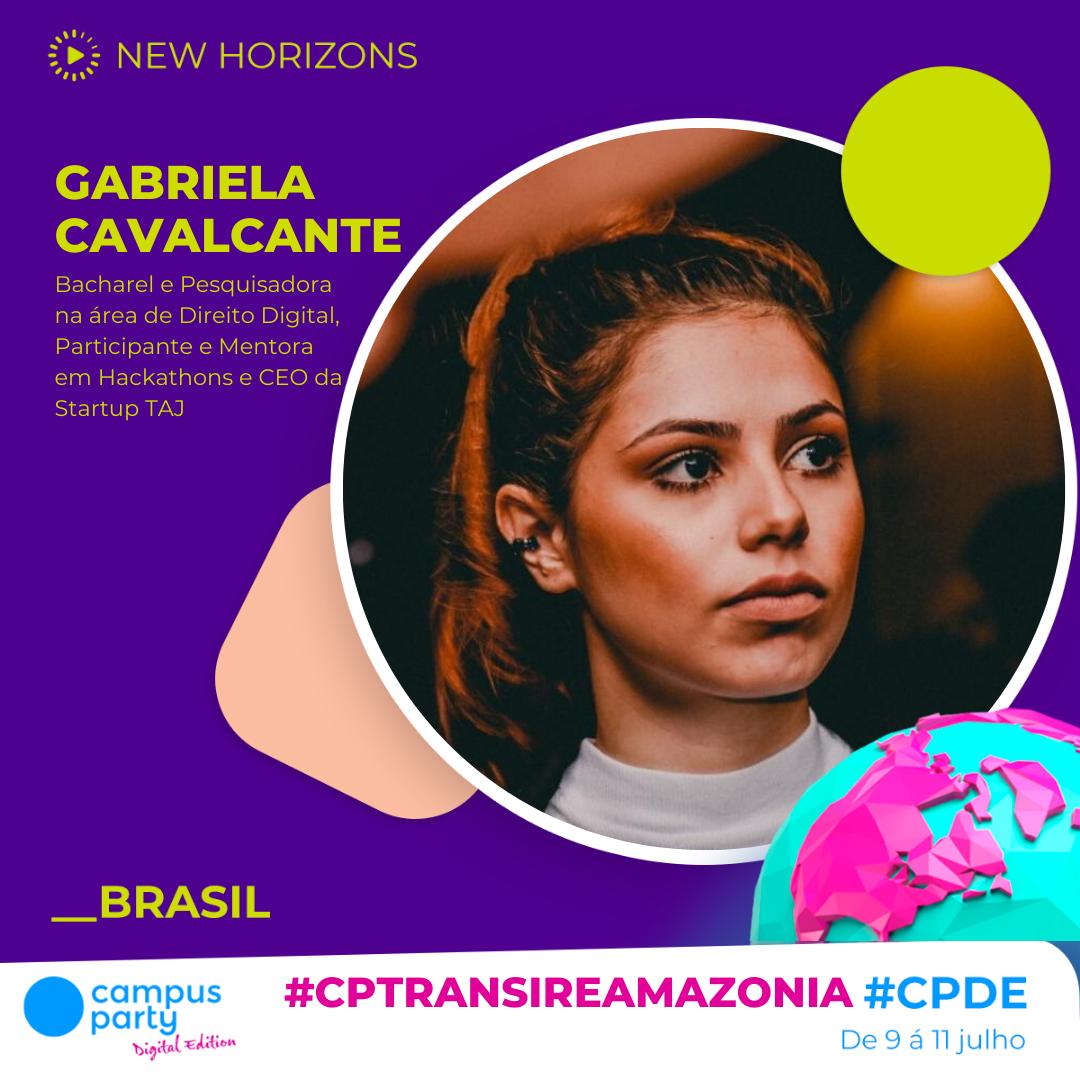 NEW HORIZONS
GABRIELA
CAVALCANTE
Bacharel e Pesquisadora
na área de Direito Digital,
Participante e Mentora
em Hackathons e CEO da
Startup TAJ
__BRASIL
campus
party
Digital Edition
#CPTRANSIREAMAZONIA #CPDE
De 9 á 11 julho